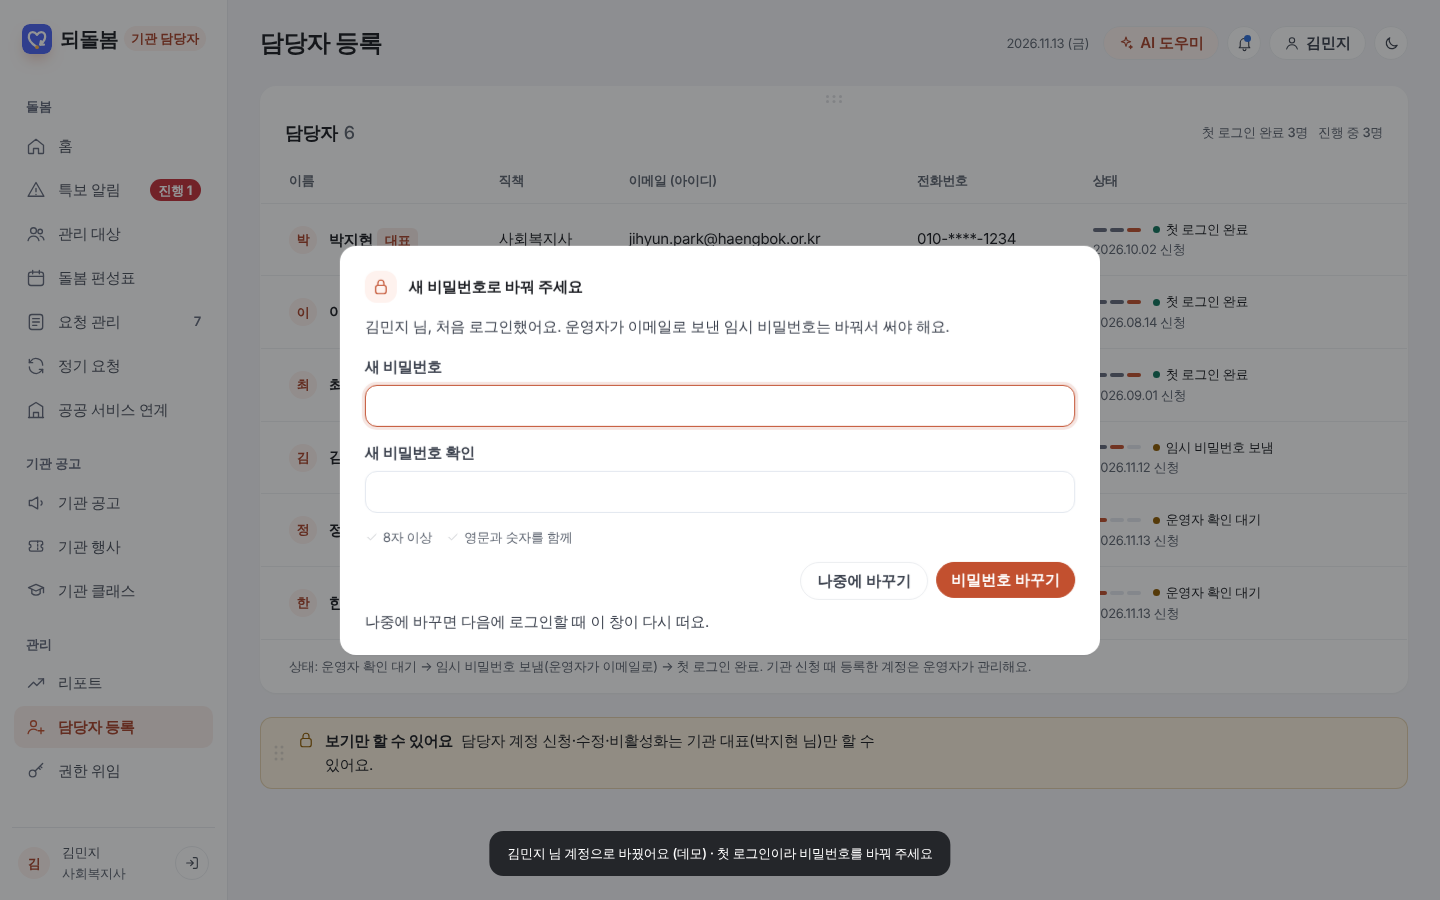 되돌봄 기관 담당자
돌봄
홈
특보 알림 진행 1
관리 대상
돌봄 편성표
요청 관리 7
정기 요청
공공 서비스 연계
기관 공고
기관 공고
기관 행사
기관 클래스
관리
리포트
담당자 등록
권한 위임
김 김민지
사회복지사
담당자 등록
2026.11.13 (금) AI 도우미 김민지
담당자 6
첫 로그인 완료 3명 진행 중 3명
이름 직책 이메일 (아이디) 전화번호 상태
박 박지현 대표 사회복지사 jihyun.park@haengbok.or.kr 010-****-1234 첫 로그인 완료
2026.10.02 신청
이 첫 로그인 완료
026.08.14 신청
최 첫 로그인 완료
026.09.01 신청
김 임시 비밀번호 보냄
026.11.12 신청
정 운영자 확인 대기
026.11.13 신청
한 운영자 확인 대기
026.11.13 신청
상태: 운영자 확인 대기 → 임시 비밀번호 보냄(운영자가 이메일로) → 첫 로그인 완료. 기관 신청 때 등록한 계정은 운영자가 관리해요.
보기만 할 수 있어요 담당자 계정 신청·수정·비활성화는 기관 대표(박지현 님)만 할 수
있어요.
새 비밀번호로 바꿔 주세요
김민지 님, 처음 로그인했어요. 운영자가 이메일로 보낸 임시 비밀번호는 바꿔서 써야 해요.
새 비밀번호
새 비밀번호 확인
8자 이상 영문과 숫자를 함께
나중에 바꾸기 비밀번호 바꾸기
나중에 바꾸면 다음에 로그인할 때 이 창이 다시 떠요.
김민지 님 계정으로 바꿨어요 (데모) · 첫 로그인이라 비밀번호를 바꿔 주세요